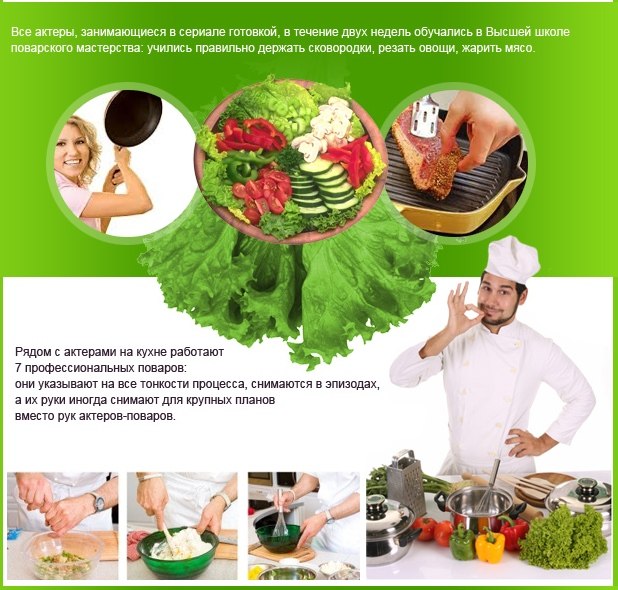 Все актеры, занимающиеся в сериале готовкой, в течение двух недель обучались в Высшей школе
поварского мастерства: учились правильно держать сковородки, резать овощи, жарить мясо.
Рядом с актерами на кухне работают
7 профессиональных поваров:
они указывают на все тонкости процесса, снимаются в эпизодах,
а их руки иногда снимают для крупных планов
вместо рук актеров-поваров.